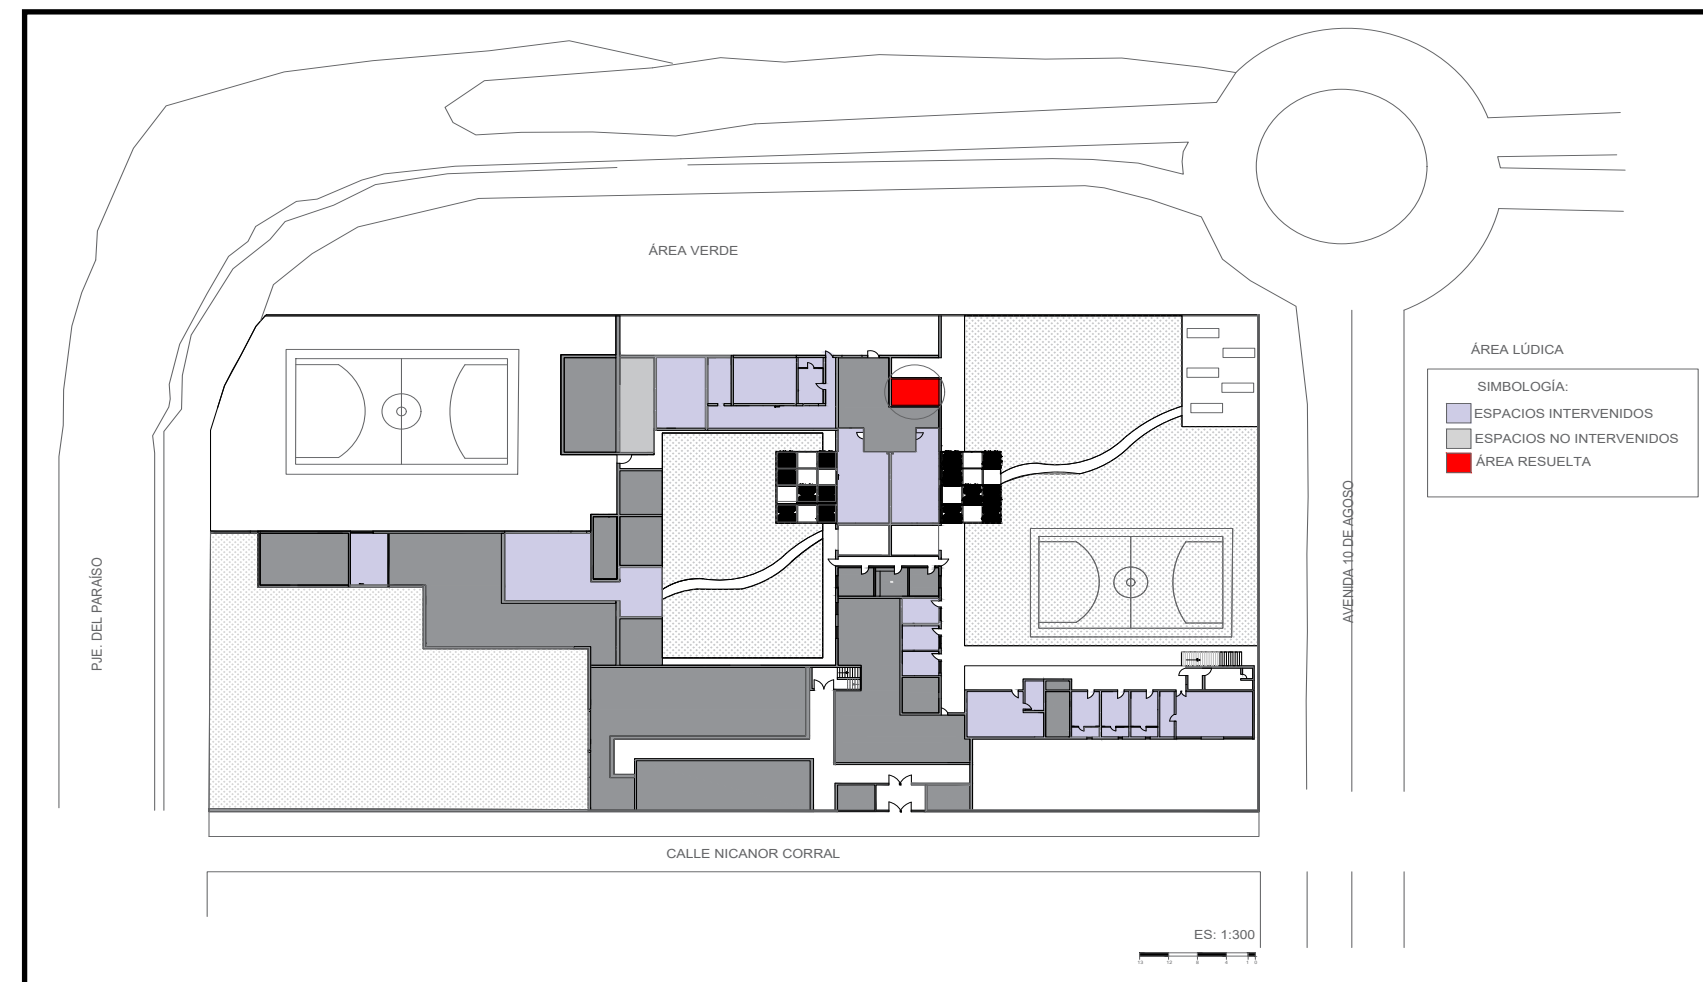 ÁREA VERDE
ÁREA LÚDICA
SIMBOLOGÍA:
ESPACIOS INTERVENIDOS
ESPACIOS NO INTERVENIDOS
ÁREA RESUELTA
PJE. DEL PARAÍSO
AVENIDA 10 DE AGOSO
CALLE NICANOR CORRAL
ES: 1:300